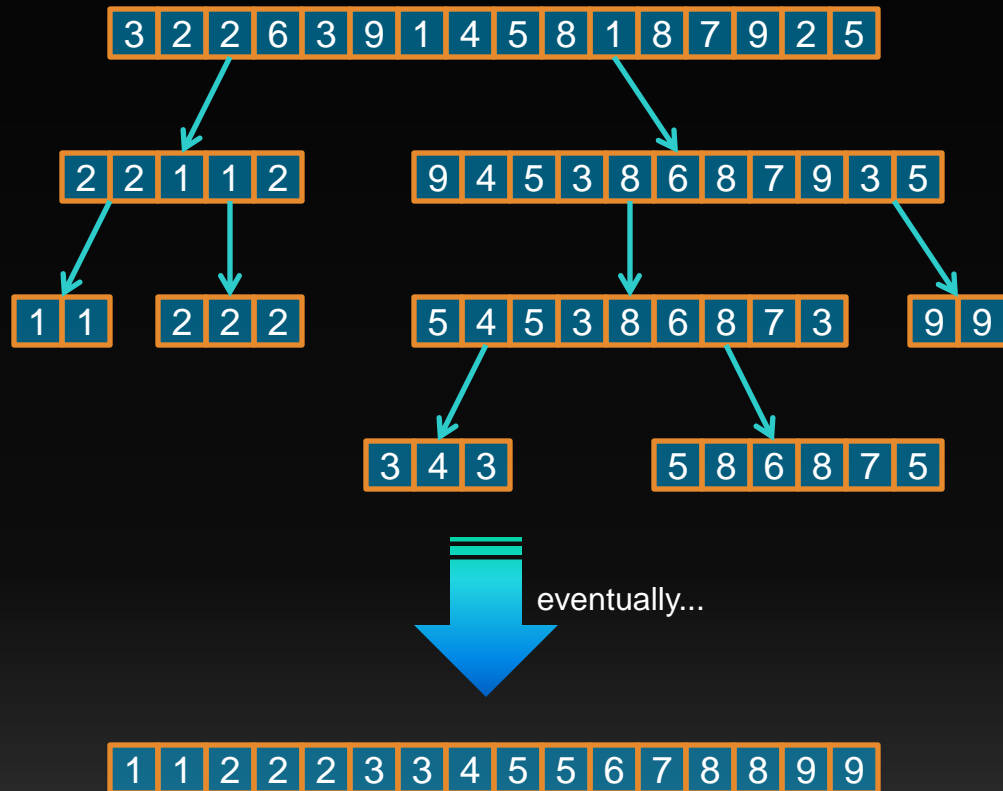 3 2 2 6 3 9 1 4 5 8 1 8 7 9 2 5
2 2 1 1 2 9 4 5 3 8 6 8 7 9 3 5
1 1 2 2 2 5 4 5 3 8 6 8 7 3 9 9
3 4 3 5 8 6 8 7 5
eventually...
1 1 2 2 2 3 3 4 5 5 6 7 8 8 9 9